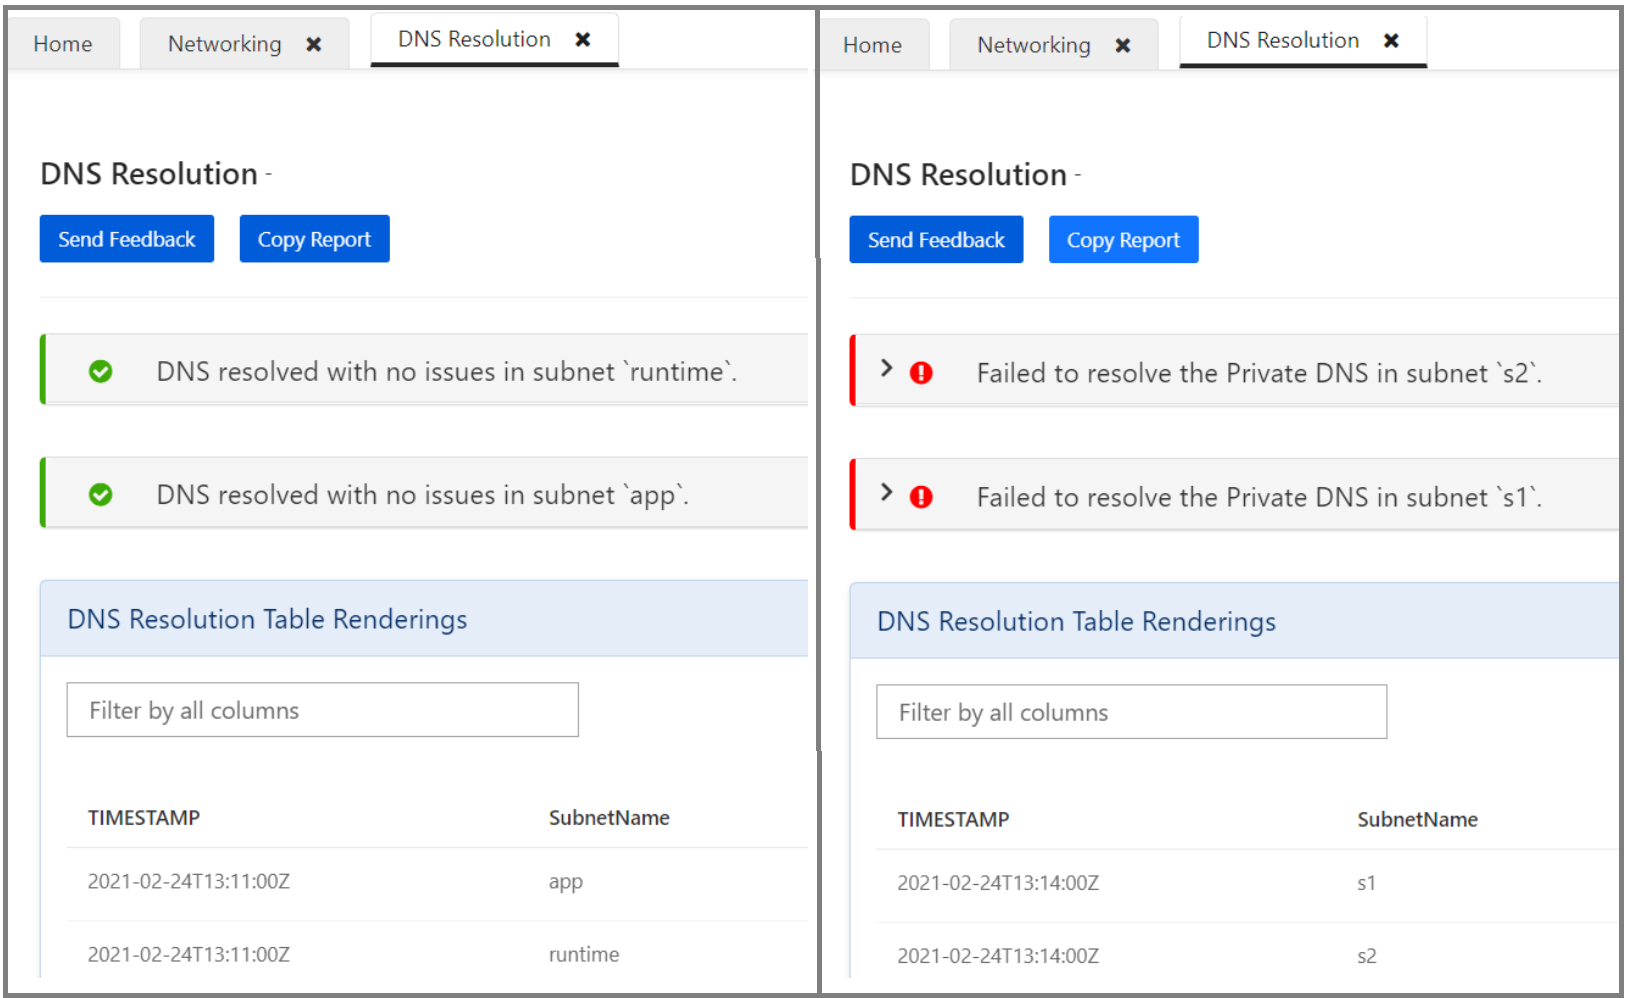 Home Networking ✖ DNS Resolution ✖
DNS Resolution -
Send Feedback Copy Report
DNS resolved with no issues in subnet `runtime`.
DNS resolved with no issues in subnet `app`.
DNS Resolution Table Renderings
Filter by all columns
TIMESTAMP SubnetName
2021-02-24T13:11:00Z app
2021-02-24T13:11:00Z runtime
Home Networking ✖ DNS Resolution ✖
DNS Resolution -
Send Feedback Copy Report
Failed to resolve the Private DNS in subnet `s2`.
Failed to resolve the Private DNS in subnet `s1`.
DNS Resolution Table Renderings
Filter by all columns
TIMESTAMP SubnetName
2021-02-24T13:14:00Z s1
2021-02-24T13:14:00Z s2